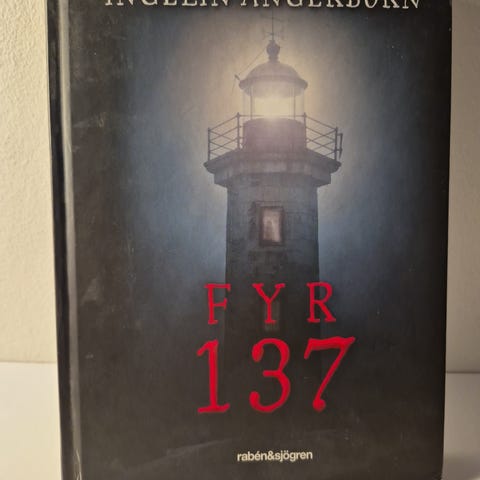 INGELIN ANGERBORN
FYR
137
rabén&sjögren